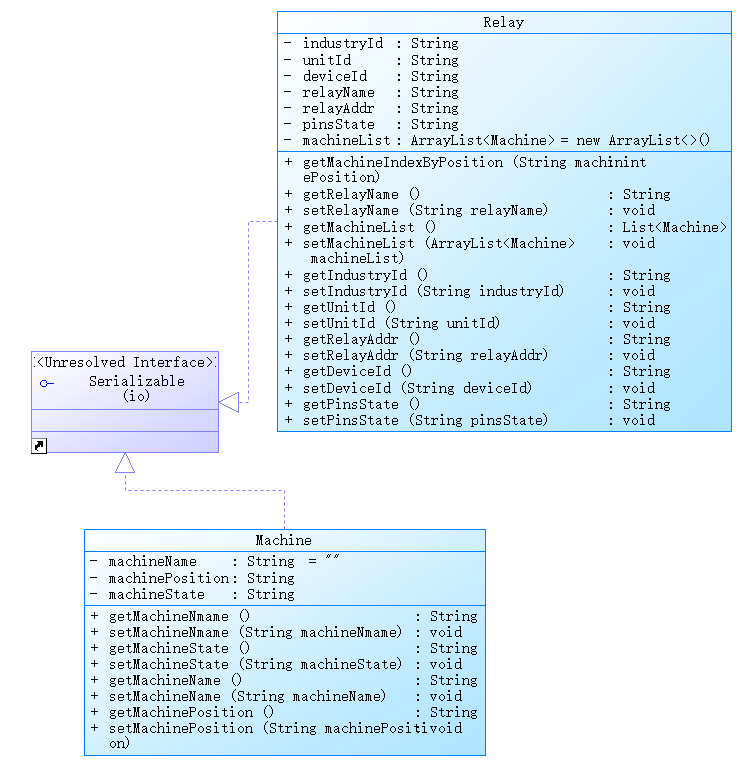 Relay
- industryId : String
- unitId : String
- deviceId : String
- relayName : String
- relayAddr : String
- pinsState : String
- machineList : ArrayList<Machine> = new ArrayList<>()
+ getMachineIndexByPosition (String machinint
ePosition)
+ getRelayName () : String
+ setRelayName (String relayName) : void
+ getMachineList () : List<Machine>
+ setMachineList (ArrayList<Machine> : void
machineList)
+ getIndustryId () : String
+ setIndustryId (String industryId) : void
+ getUnitId () : String
+ setUnitId (String unitId) : void
+ getRelayAddr () : String
+ setRelayAddr (String relayAddr) : void
+ getDeviceId () : String
+ setDeviceId (String deviceId) : void
+ getPinsState () : String
+ setPinsState (String pinsState) : void
<Unresolved Interface>
Serializable
(io)
Machine
- machineName : String = ""
- machinePosition : String
- machineState : String
+ getMachineNmame () : String
+ setMachineNmame (String machineNmame) : void
+ getMachineState () : String
+ setMachineState (String machineState) : void
+ getMachineName () : String
+ setMachineName (String machineName) : void
+ getMachinePosition () : String
+ setMachinePosition (String machinePositi : void
on)